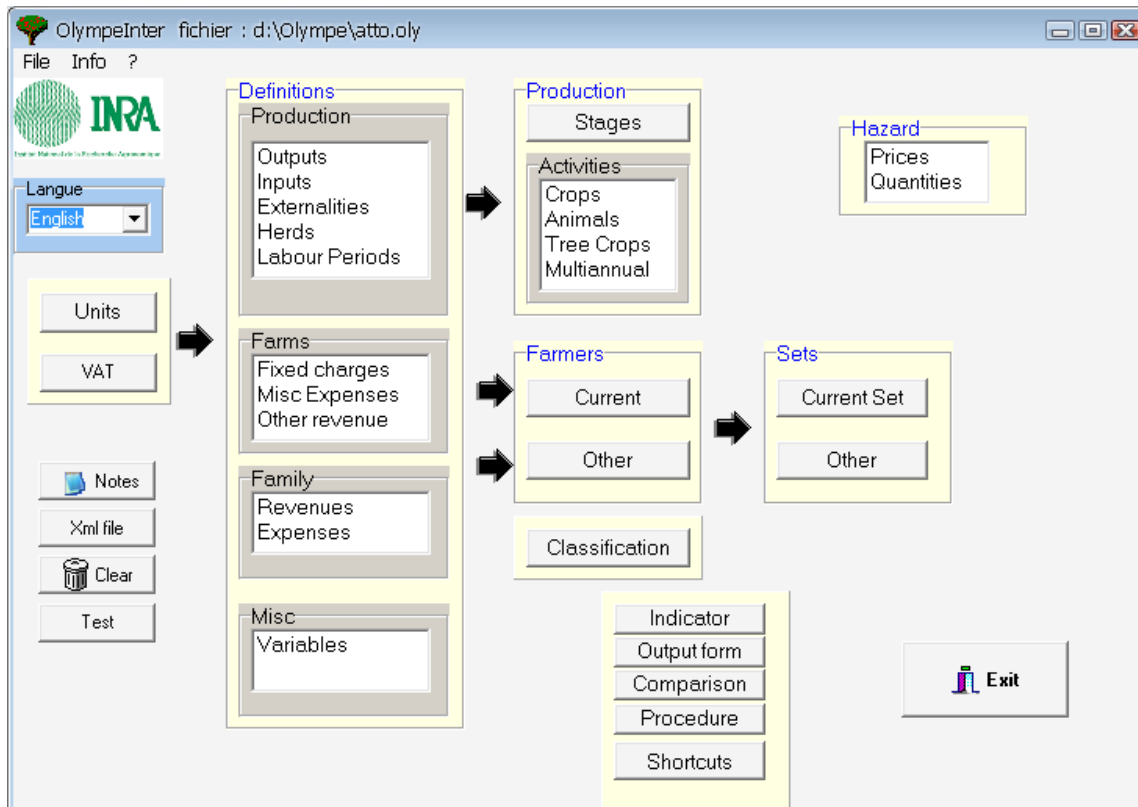 OlympeInter fichier : d:\Olympe\atto.oly
File Info ?
INRA
Langue
English
Units
VAT
Notes
Xml file
Clear
Test
Definitions
Production
Outputs
Inputs
Externalities
Herds
Labour Periods
Farms
Fixed charges
Misc Expenses
Other revenue
Family
Revenues
Expenses
Misc
Variables
Production
Stages
Activities
Crops
Animals
Tree Crops
Multiannual
Farmers
Current
Other
Classification
Hazard
Prices
Quantities
Sets
Current Set
Other
Indicator
Output form
Comparison
Procedure
Shortcuts
Exit